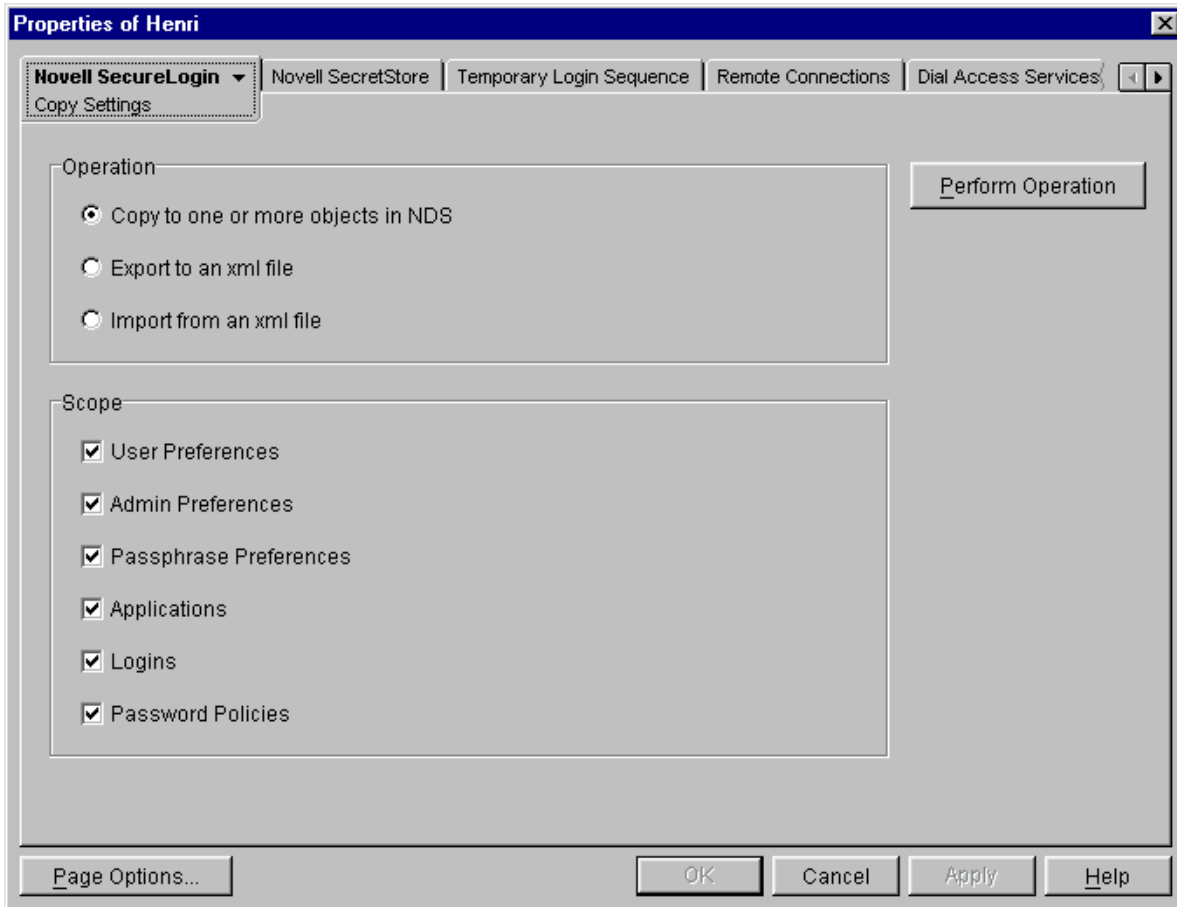 Properties of Henri
Novell SecureLogin
Novell SecretStore
Temporary Login Sequence
Remote Connections
Dial Access Services
Copy Settings
Operation
Perform Operation
Copy to one or more objects in NDS
Export to an xml file
Import from an xml file
Scope
User Preferences
Admin Preferences
Passphrase Preferences
Applications
Logins
Password Policies
Page Options...
OK
Cancel
Apply
Help